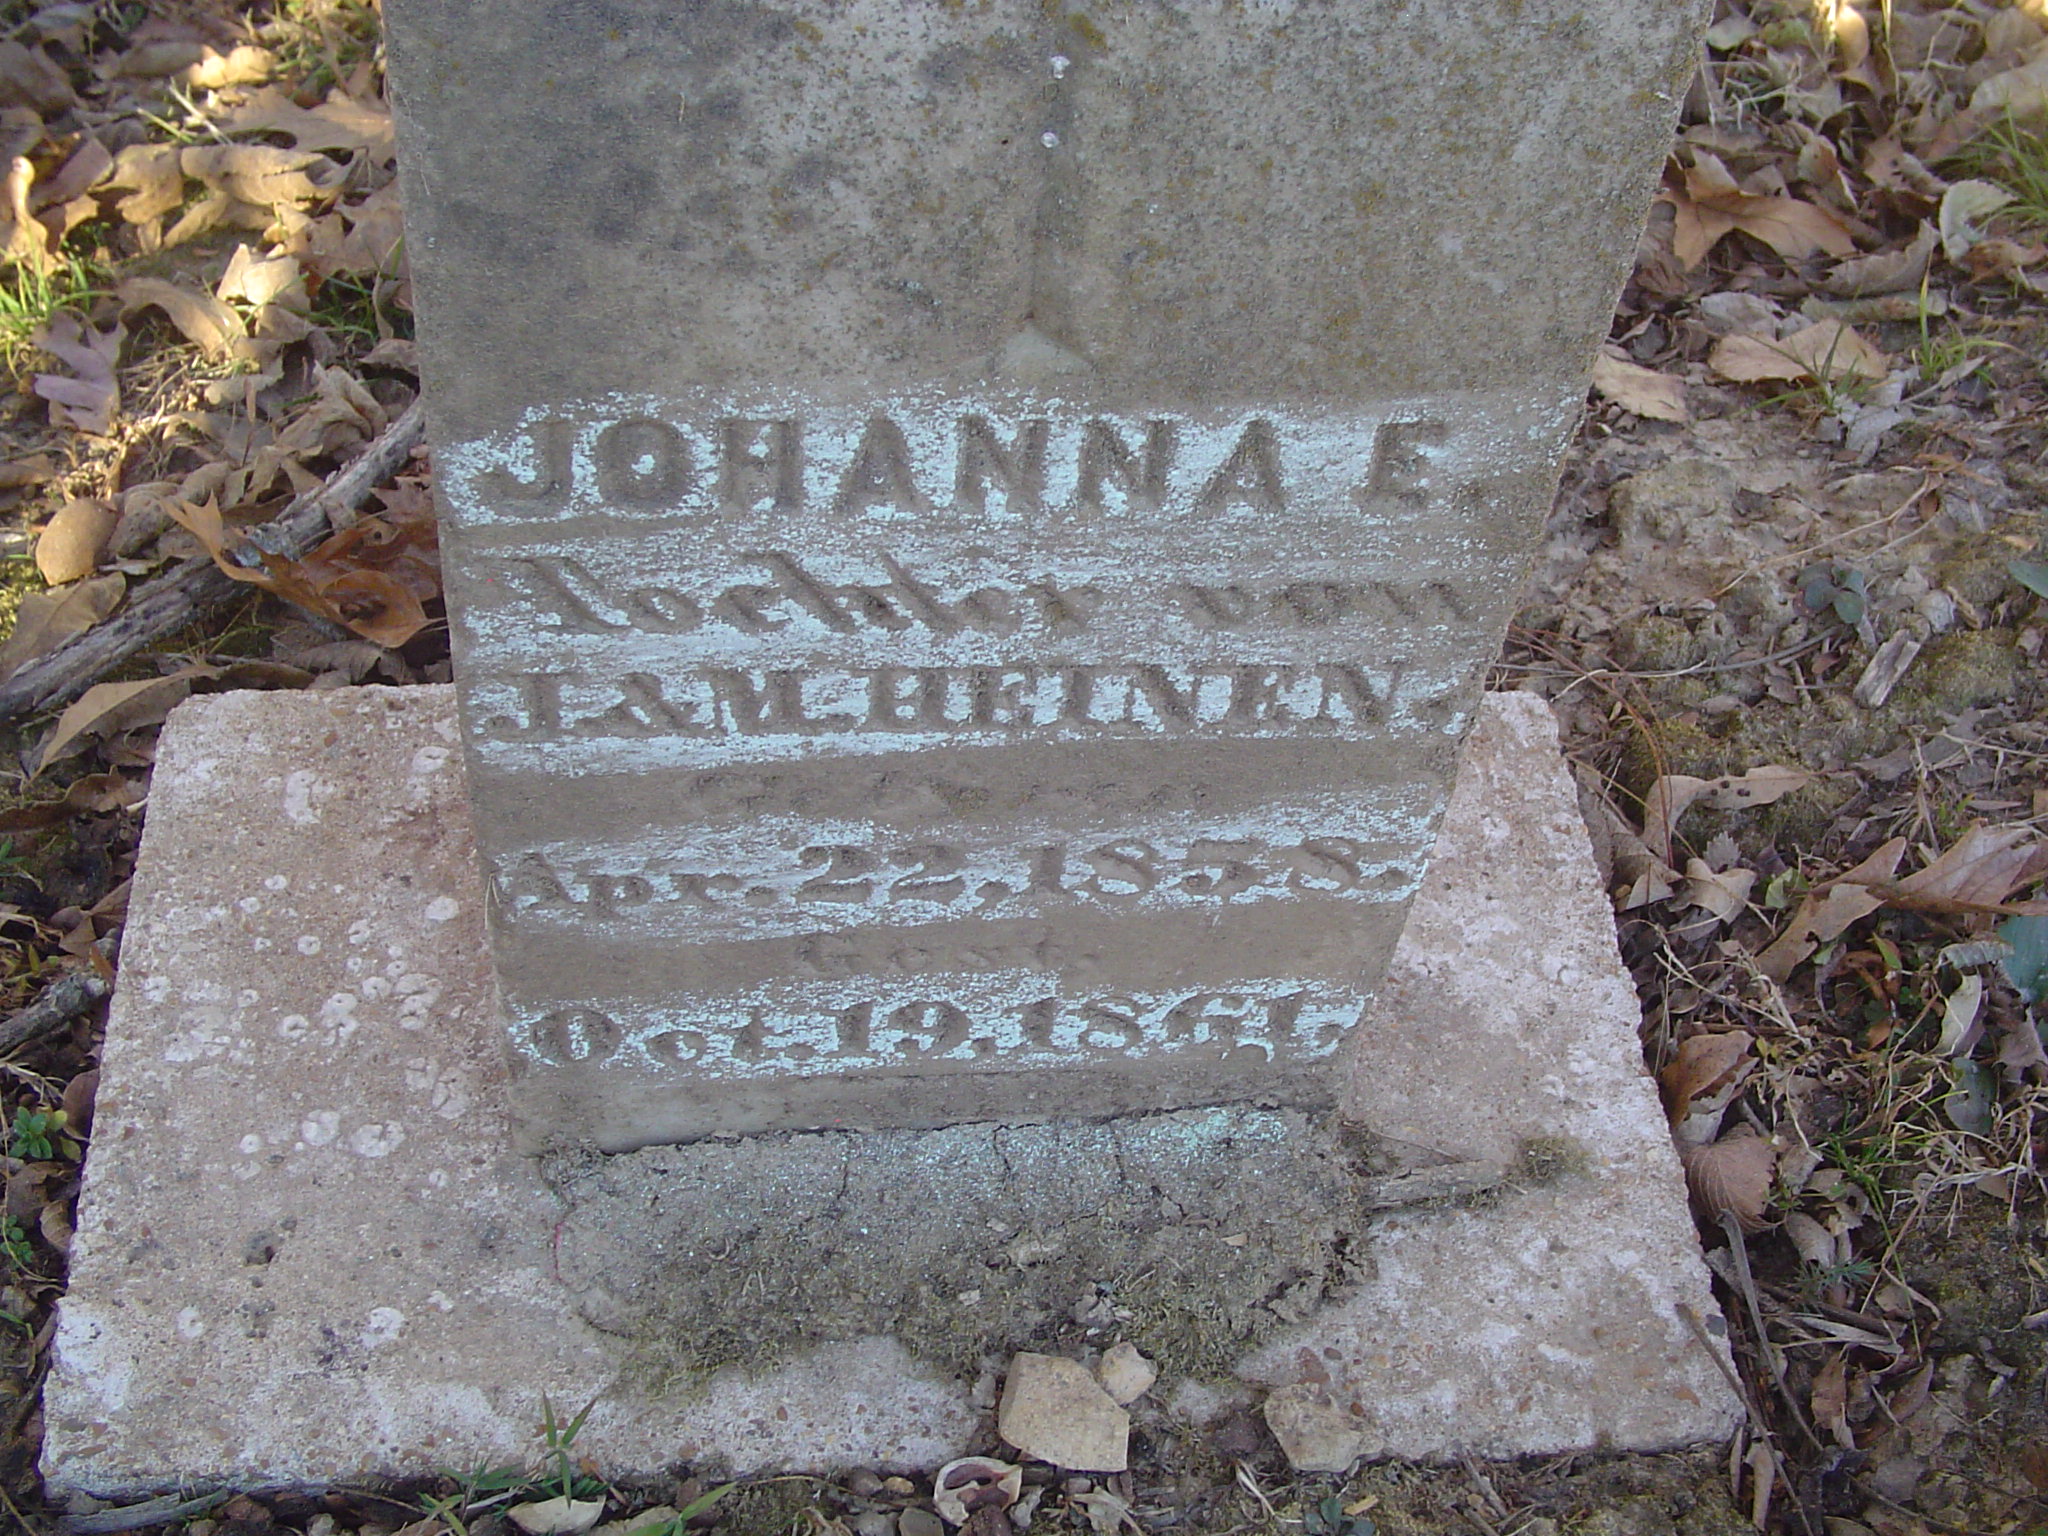 JOHANNA E.
Tochter von
J. & M. HEINEN.
Geboren
Apr. 22, 1858.
Gest.
Oct. 19. 1861.